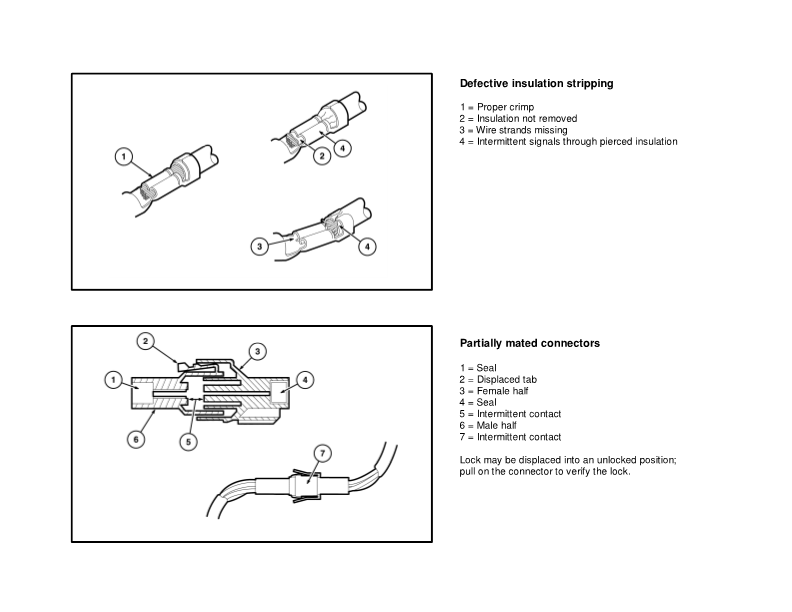 Defective insulation stripping
1 = Proper crimp
2 = Insulation not removed
3 = Wire strands missing
4 = Intermittent signals through pierced insulation
1
2
4
3
4
Partially mated connectors
1 = Seal
2 = Displaced tab
3 = Female half
4 = Seal
5 = Intermittent contact
6 = Male half
7 = Intermittent contact
Lock may be displaced into an unlocked position;
pull on the connector to verify the lock.
2
3
1
4
6
5
7